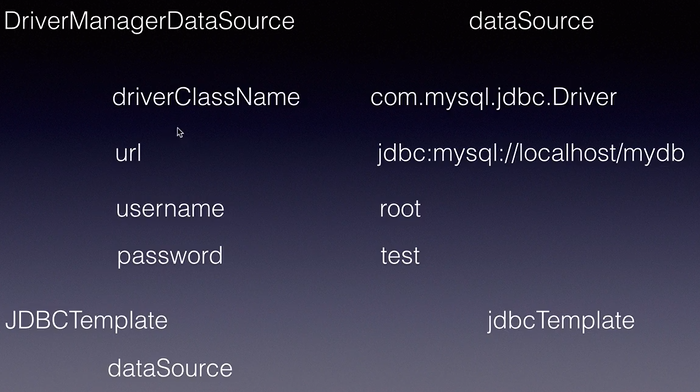 DriverManagerDataSource dataSource
driverClassName com.mysql.jdbc.Driver
url jdbc:mysql://localhost/mydb
username root
password test
JDBCTemplate jdbcTemplate
dataSource